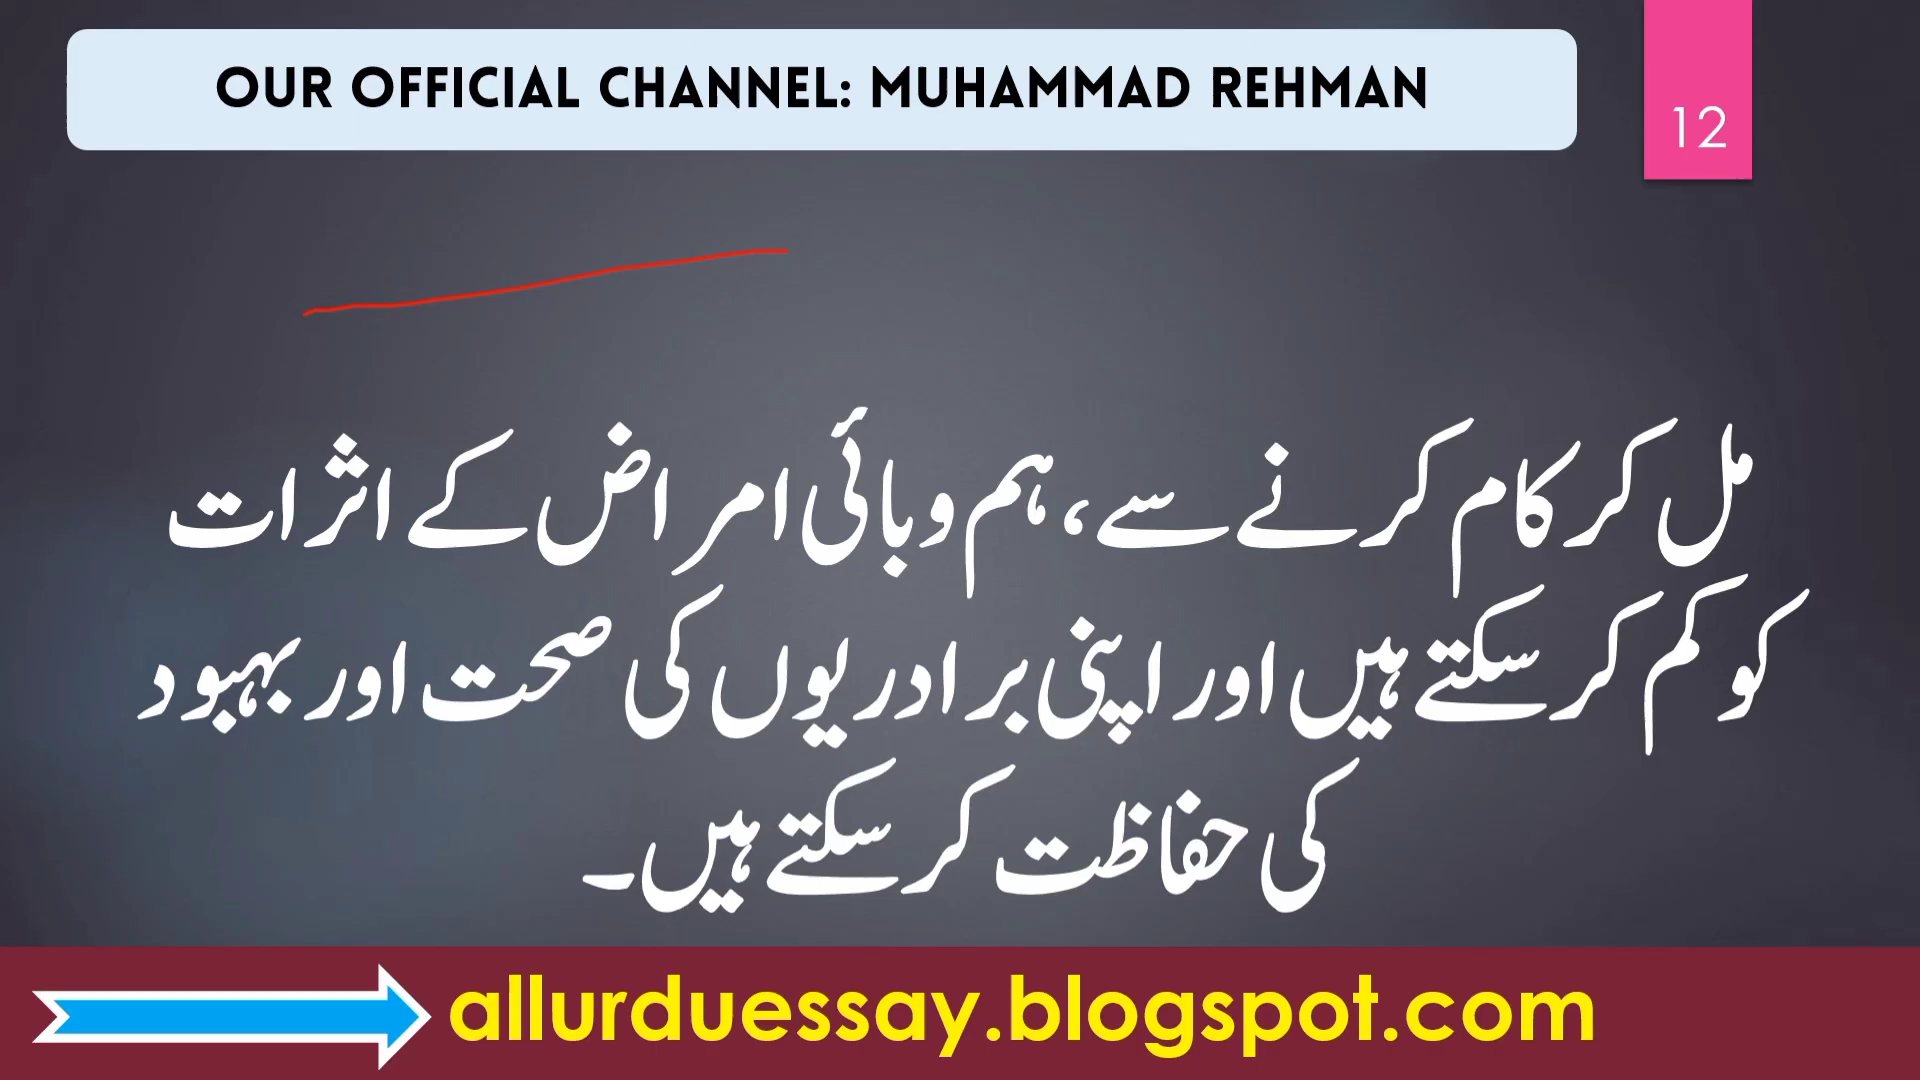 OUR OFFICIAL CHANNEL: MUHAMMAD REHMAN
12
مل کر کام کرنے سے، ہم وبائی امراض کے اثرات
کو کم کر سکتے ہیں اور اپنی برادریوں کی صحت اور بہبود
کی حفاظت کر سکتے ہیں۔
allurduessay.blogspot.com